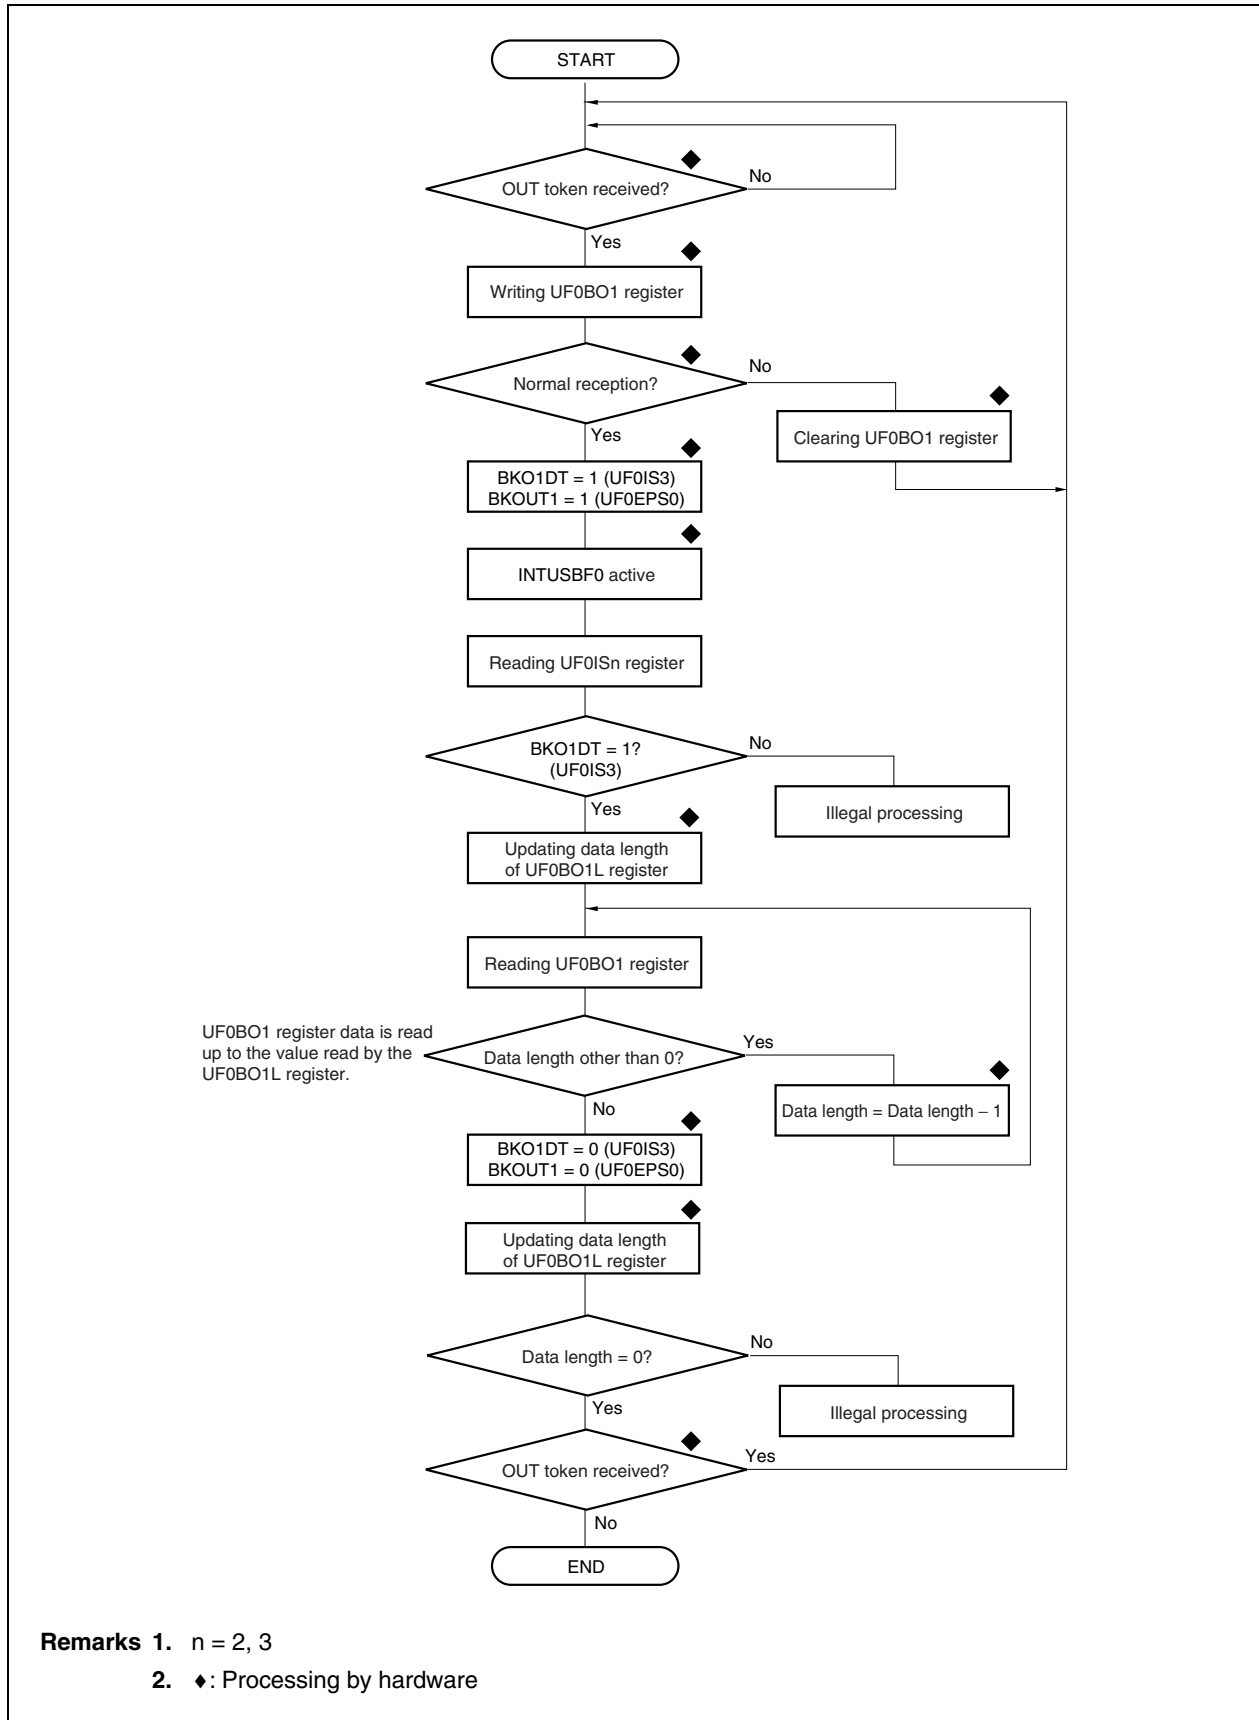 START
OUT token received?
No
Yes
Writing UF0BO1 register
Normal reception?
No
Yes
Clearing UF0BO1 register
BKO1DT = 1 (UF0IS3)
BKOUT1 = 1 (UF0EPS0)
INTUSBF0 active
Reading UF0ISn register
BKO1DT = 1?
(UF0IS3)
No
Illegal processing
Yes
Updating data length
of UF0BO1L register
Reading UF0BO1 register
UF0BO1 register data is read
up to the value read by the
UF0BO1L register.
Data length other than 0?
Yes
Data length = Data length – 1
No
BKO1DT = 0 (UF0IS3)
BKOUT1 = 0 (UF0EPS0)
Updating data length
of UF0BO1L register
Data length = 0?
No
Illegal processing
Yes
OUT token received?
Yes
No
END
Remarks 1. n = 2, 3
2. ♦: Processing by hardware